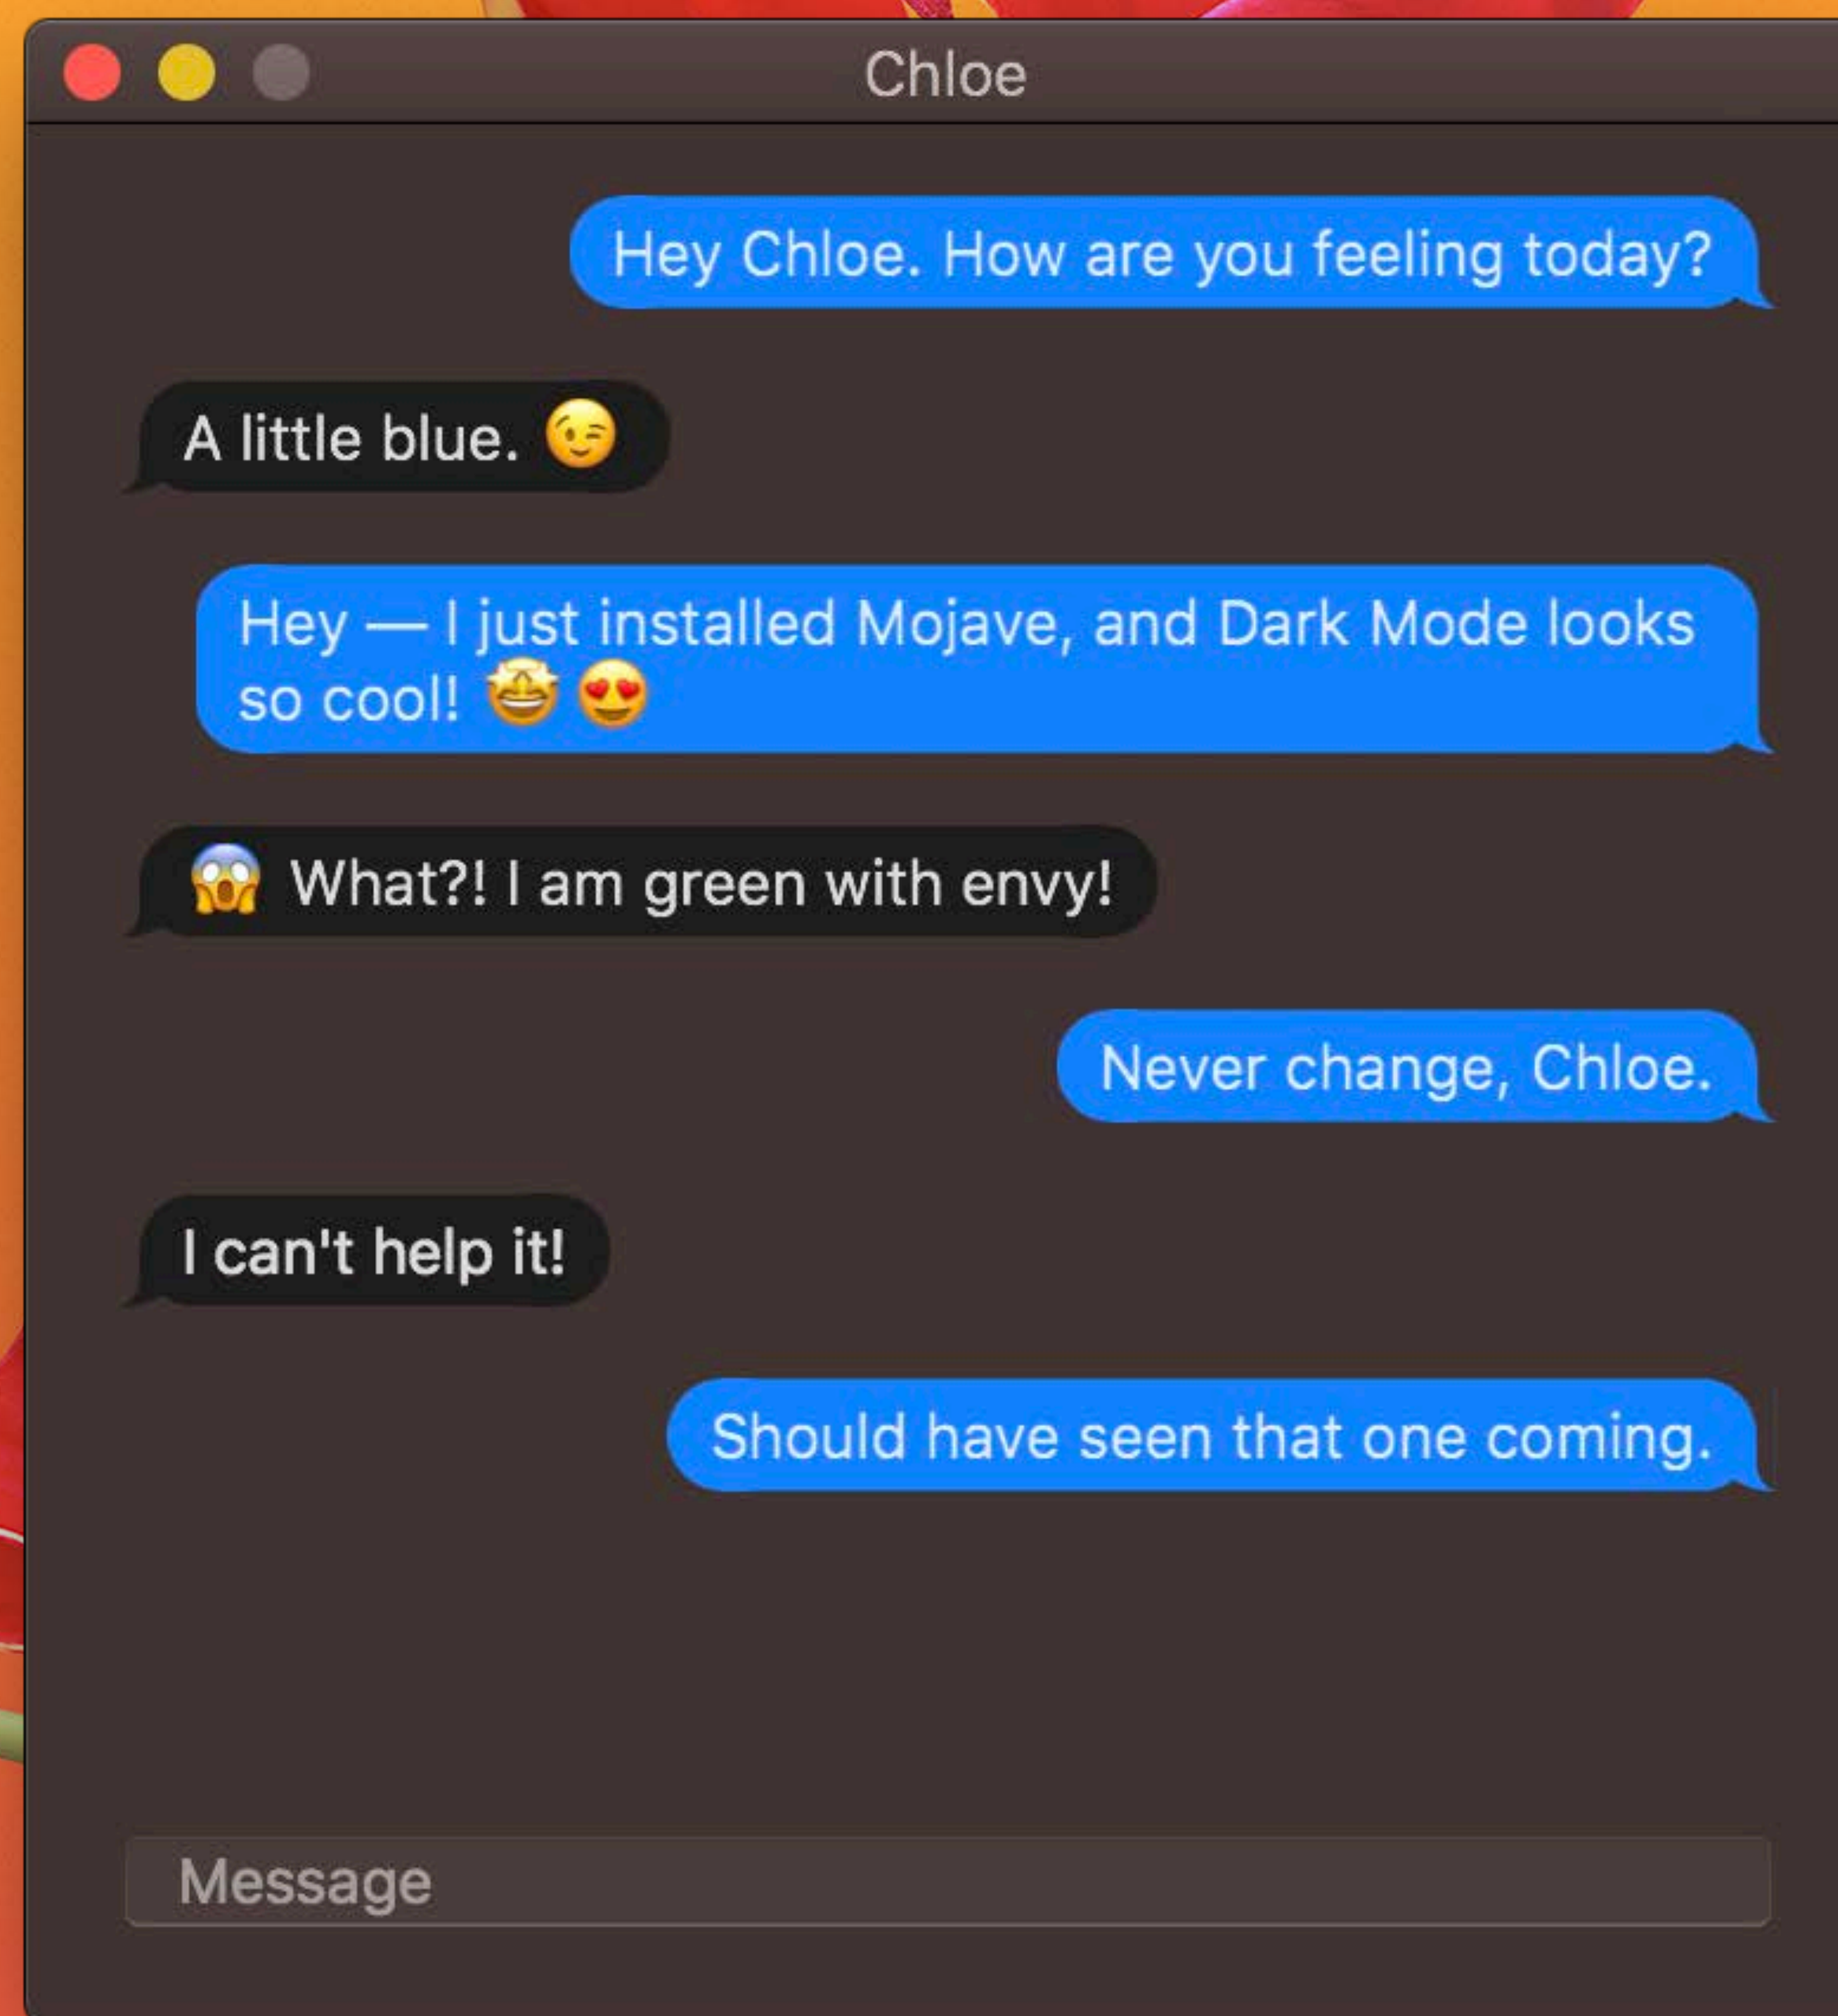 Chloe
Hey Chloe. How are you feeling today?
A little blue. 😉
Hey — I just installed Mojave, and Dark Mode looks
so cool! 🤩 😍
😱 What?! I am green with envy!
Never change, Chloe.
I can't help it!
Should have seen that one coming.
Message